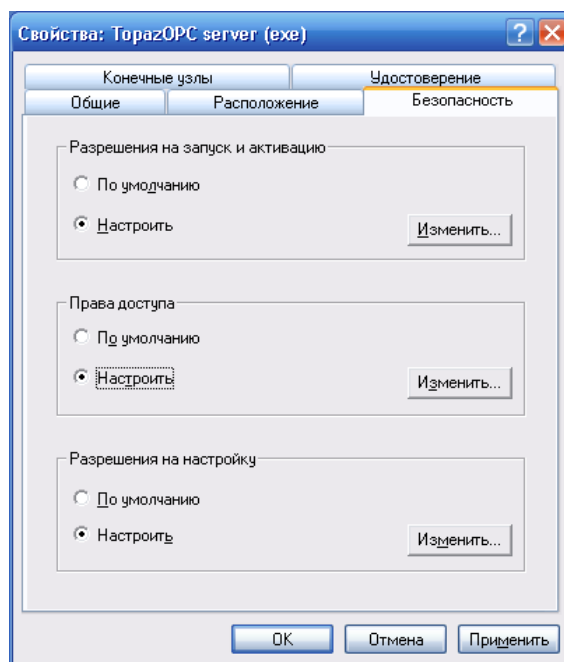 Свойства: TopazOPC server (exe)
Конечные узлы
Удостоверение
Общие
Расположение
Безопасность
Разрешения на запуск и активацию
По умолчанию
Настроить
Изменить...
Права доступа
По умолчанию
Настроить
Изменить...
Разрешения на настройку
По умолчанию
Настроить
Изменить...
OK
Отмена
Применить